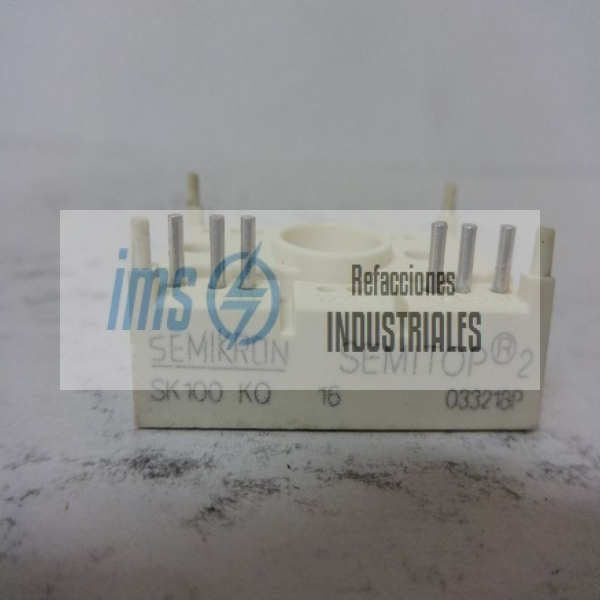 ims
Refacciones
INDUSTRIALES
SEMIKRON SEMITOP® 2
SK100 KQ 16 033218P